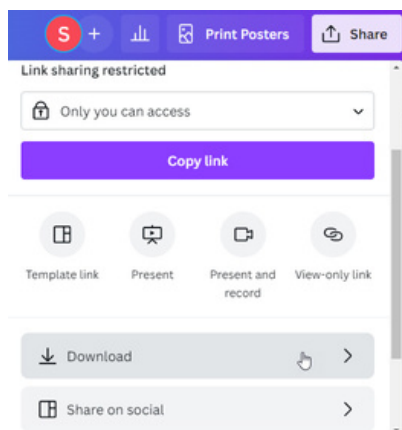 S + Print Posters Share
Link sharing restricted
Only you can access
Copy link
Template link Present Present and View-only link
record
Download
Share on social